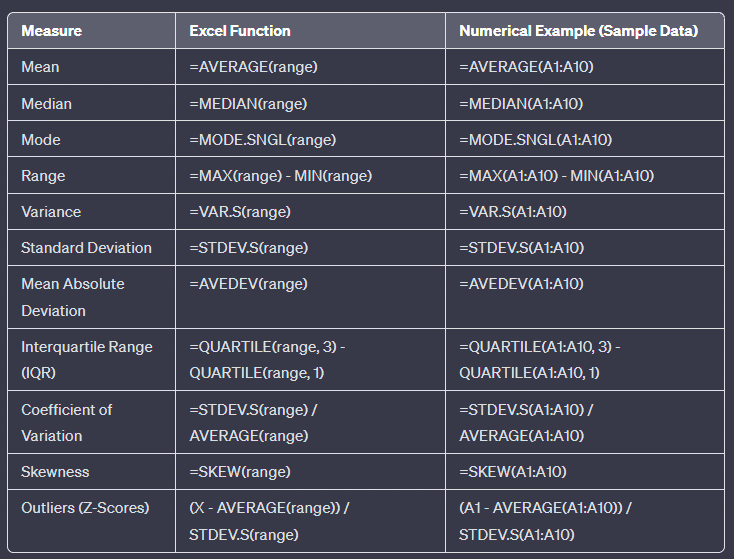 Measure Excel Function Numerical Example (Sample Data)
Mean =AVERAGE(range) =AVERAGE(A1:A10)
Median =MEDIAN(range) =MEDIAN(A1:A10)
Mode =MODE.SNGL(range) =MODE.SNGL(A1:A10)
Range =MAX(range) - MIN(range) =MAX(A1:A10) - MIN(A1:A10)
Variance =VAR.S(range) =VAR.S(A1:A10)
Standard Deviation =STDEV.S(range) =STDEV.S(A1:A10)
Mean Absolute =AVEDEV(range) =AVEDEV(A1:A10)
Deviation
Interquartile Range =QUARTILE(range, 3) - =QUARTILE(A1:A10, 3) -
(IQR) QUARTILE(range, 1) QUARTILE(A1:A10, 1)
Coefficient of =STDEV.S(range) / =STDEV.S(A1:A10) /
Variation AVERAGE(range) AVERAGE(A1:A10)
Skewness =SKEW(range) =SKEW(A1:A10)
Outliers (Z-Scores) (X - AVERAGE(range)) / (A1 - AVERAGE(A1:A10)) /
STDEV.S(range) STDEV.S(A1:A10)